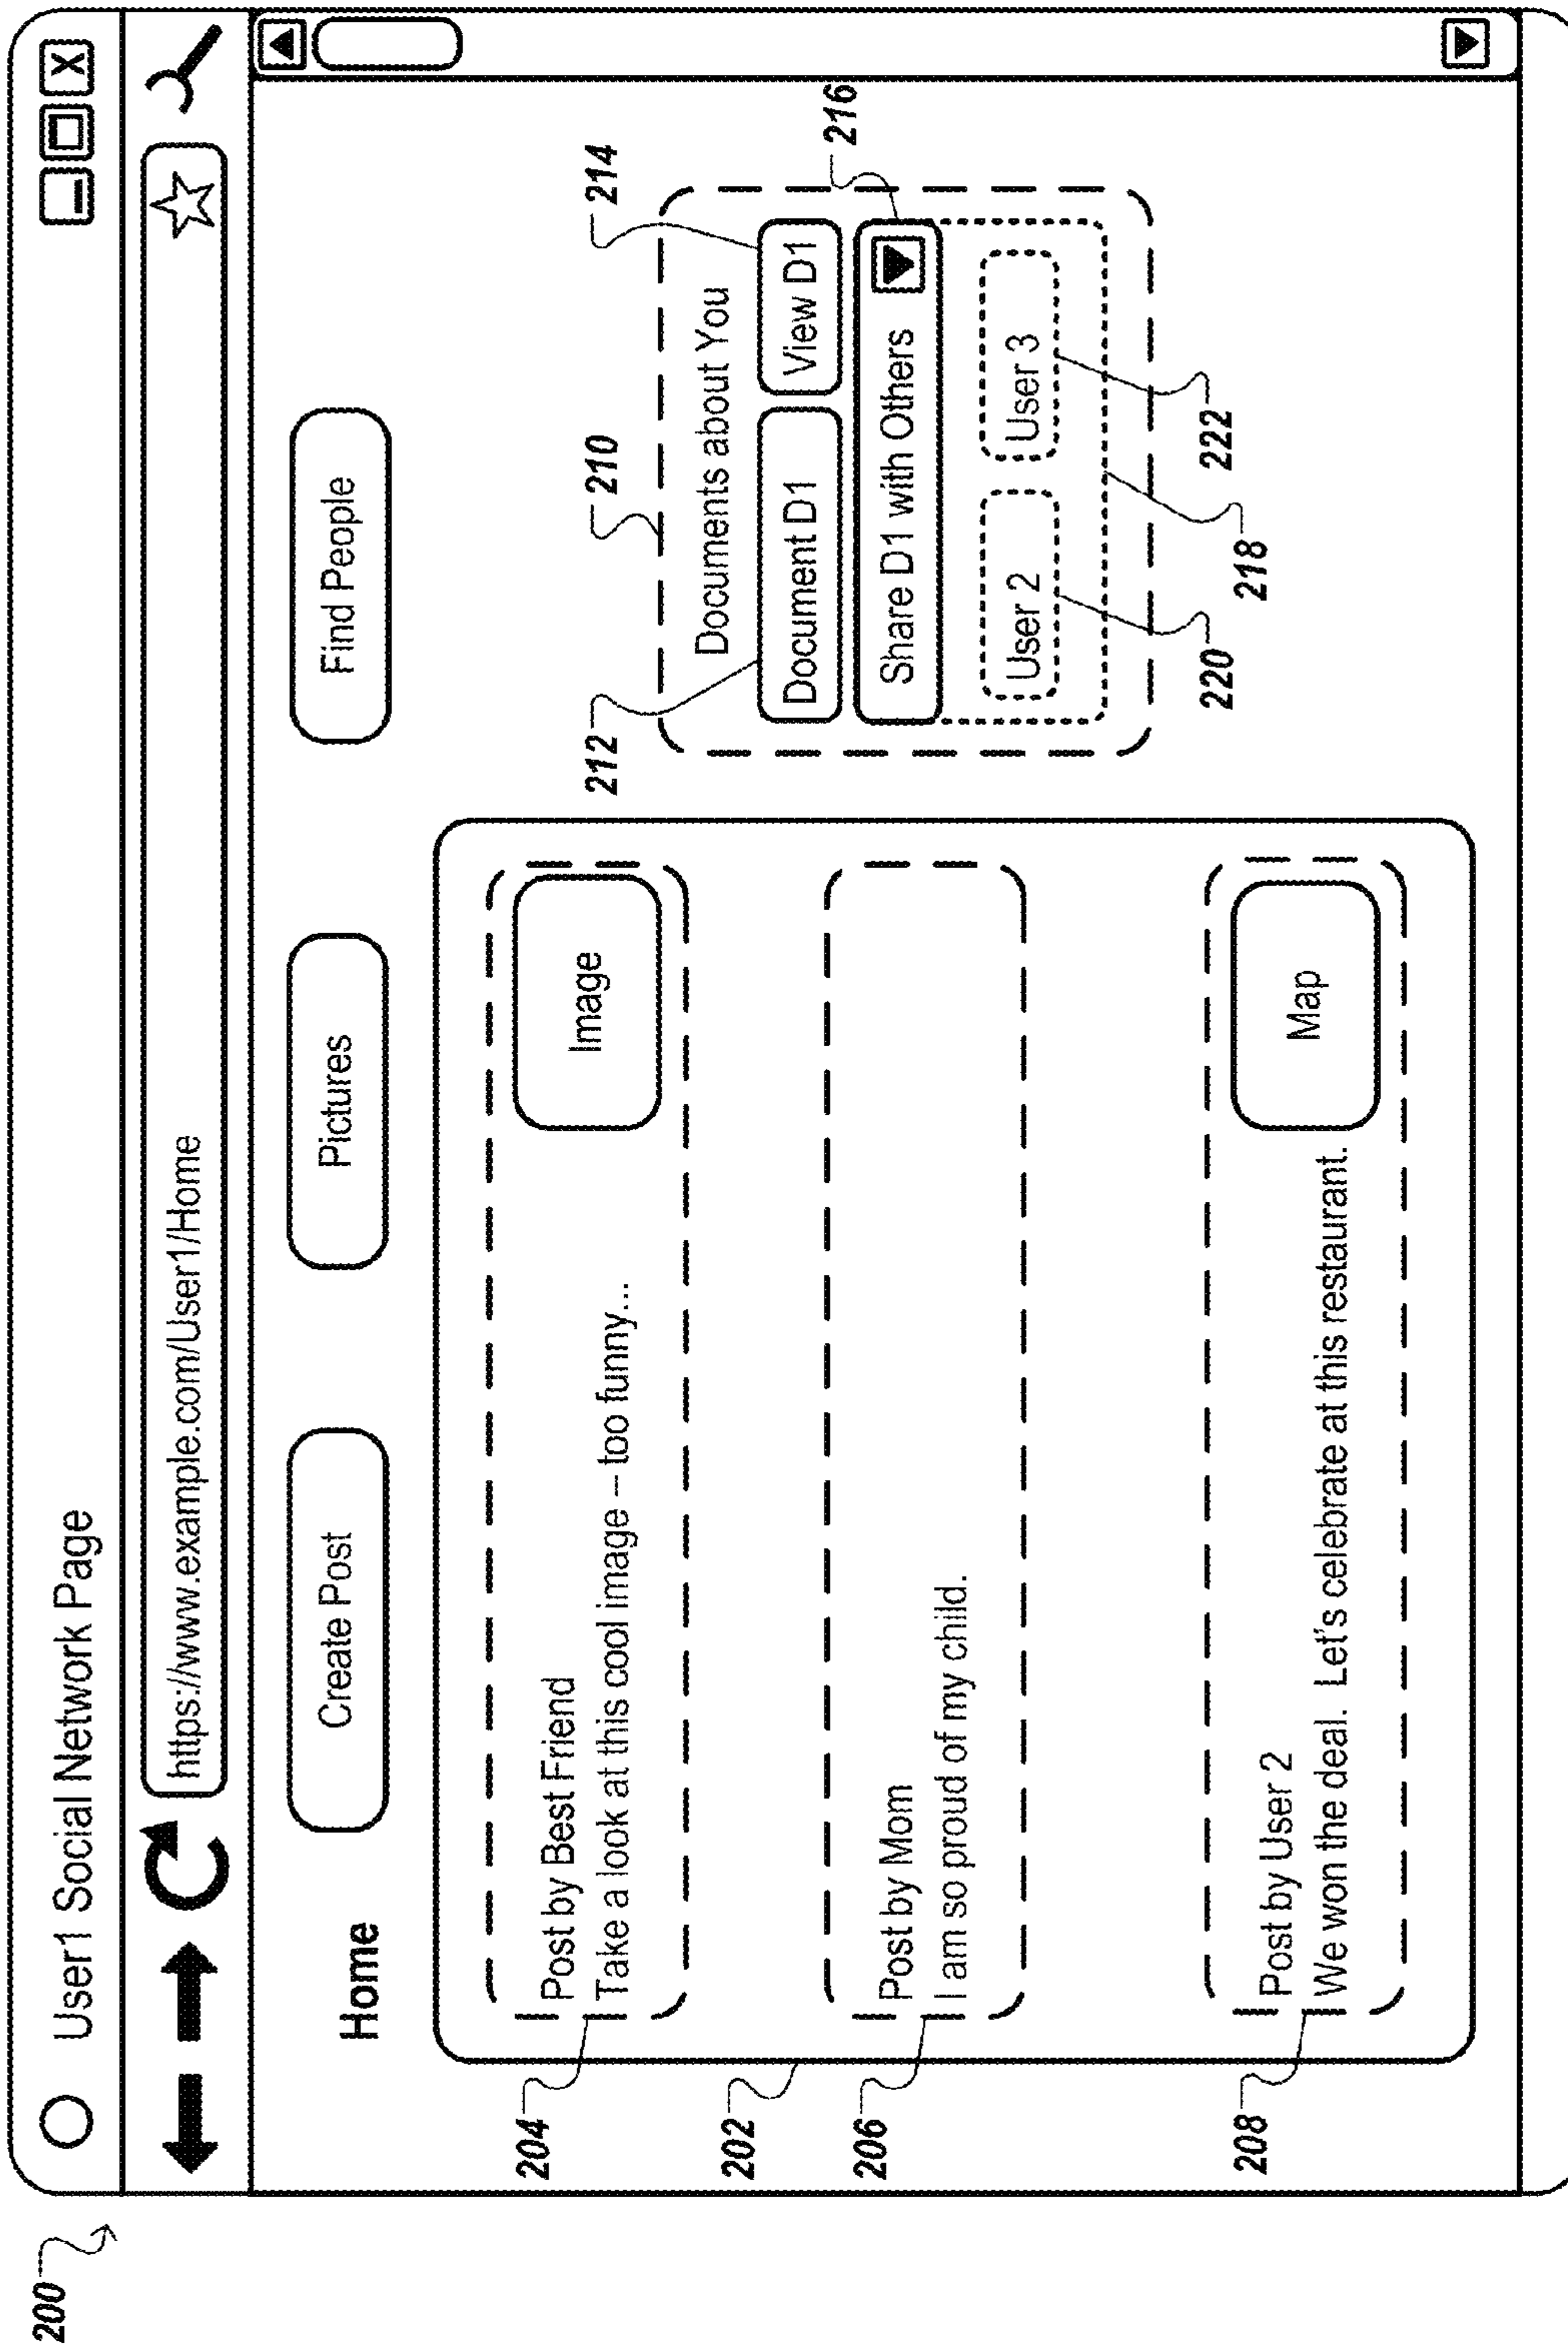 200
User1 Social Network Page
X
https://www.example.com/User1/Home
Home
Create Post
Pictures
Find People
202
204
Post by Best Friend
Take a look at this cool image – too funny...
Image
206
Post by Mom
I am so proud of my child.
208
Post by User 2
We won the deal.  Let's celebrate at this restaurant.
Map
210
Documents about You
212
Document D1
214
View D1
216
Share D1 with Others
User 2
User 3
220
218
222